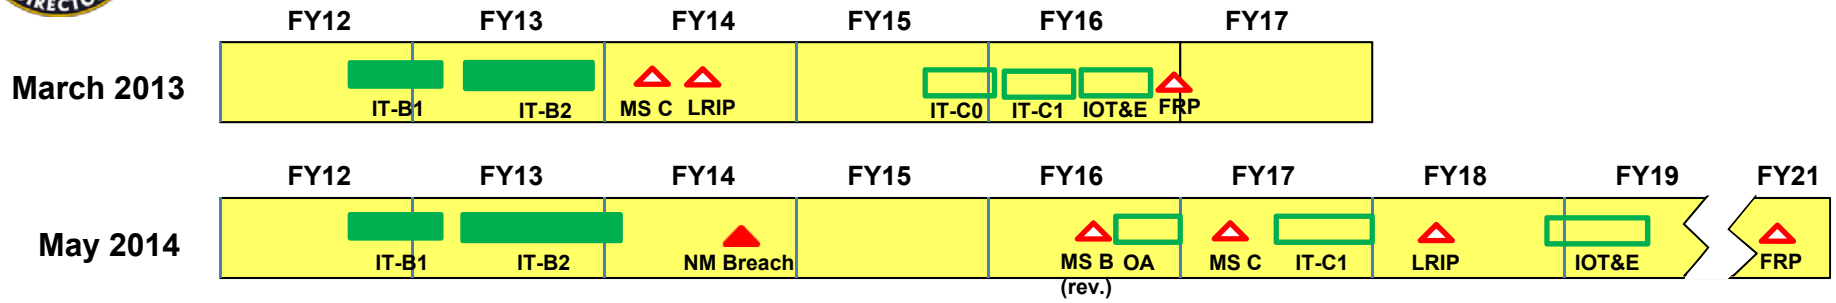 DIRECTO
FY12 FY13 FY14 FY15 FY16 FY17
March 2013
IT-B1 IT-B2 MS C LRIP IT-C0 IT-C1 IOT&E FRP
FY12 FY13 FY14 FY15 FY16 FY17 FY18 FY19 FY21
May 2014
IT-B1 IT-B2 NM Breach MS B OA MS C IT-C1 LRIP IOT&E FRP
(rev.)